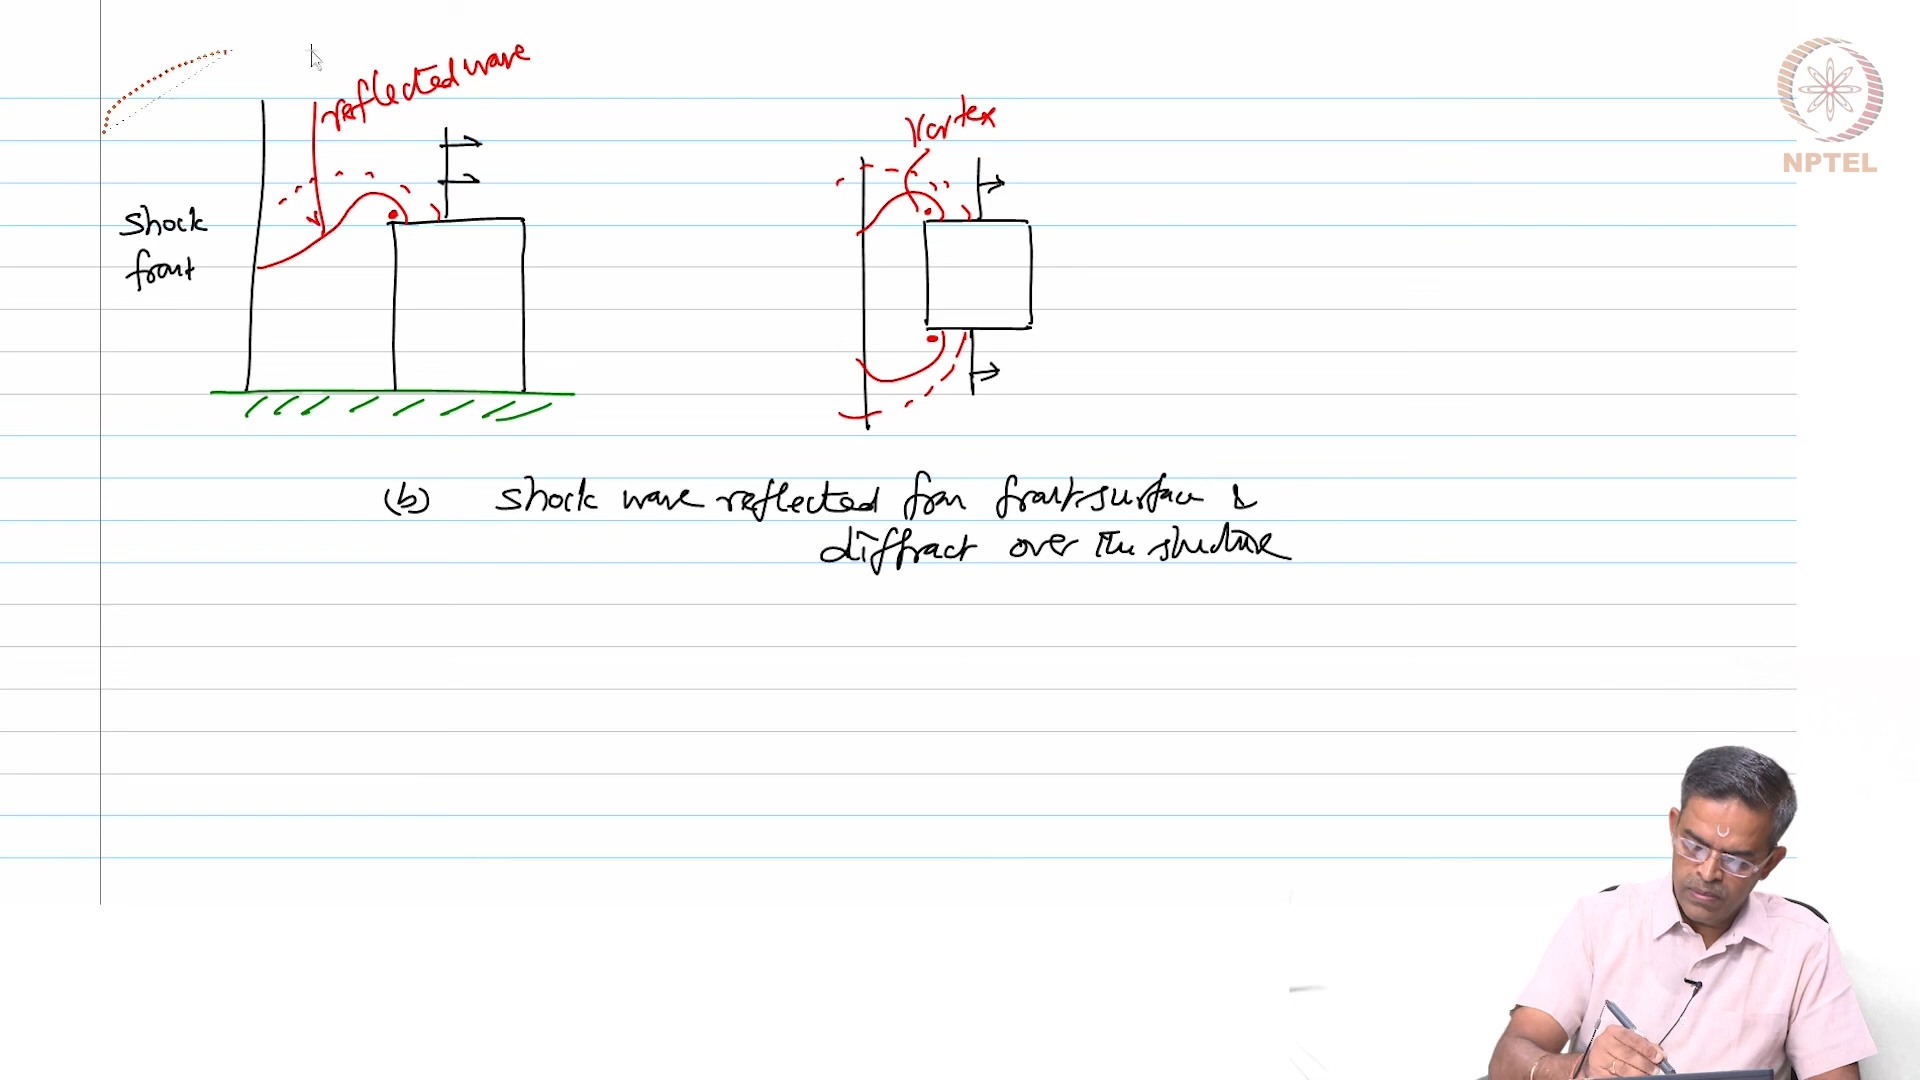 reflected wave
Vortex
NPTEL
Shock
front
(b) Shock wave reflected from front surface &
diffract over the structure